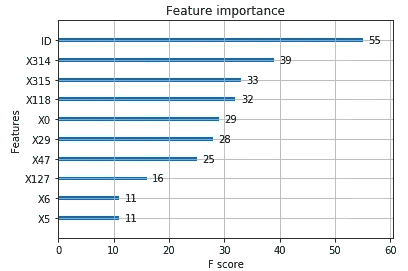 Feature importance
ID 55
X314 39
X315 33
X118 32
X0 29
X29 28
X47 25
X127 16
X6 11
X5 11
Features
0 10 20 30 40 50 60
F score